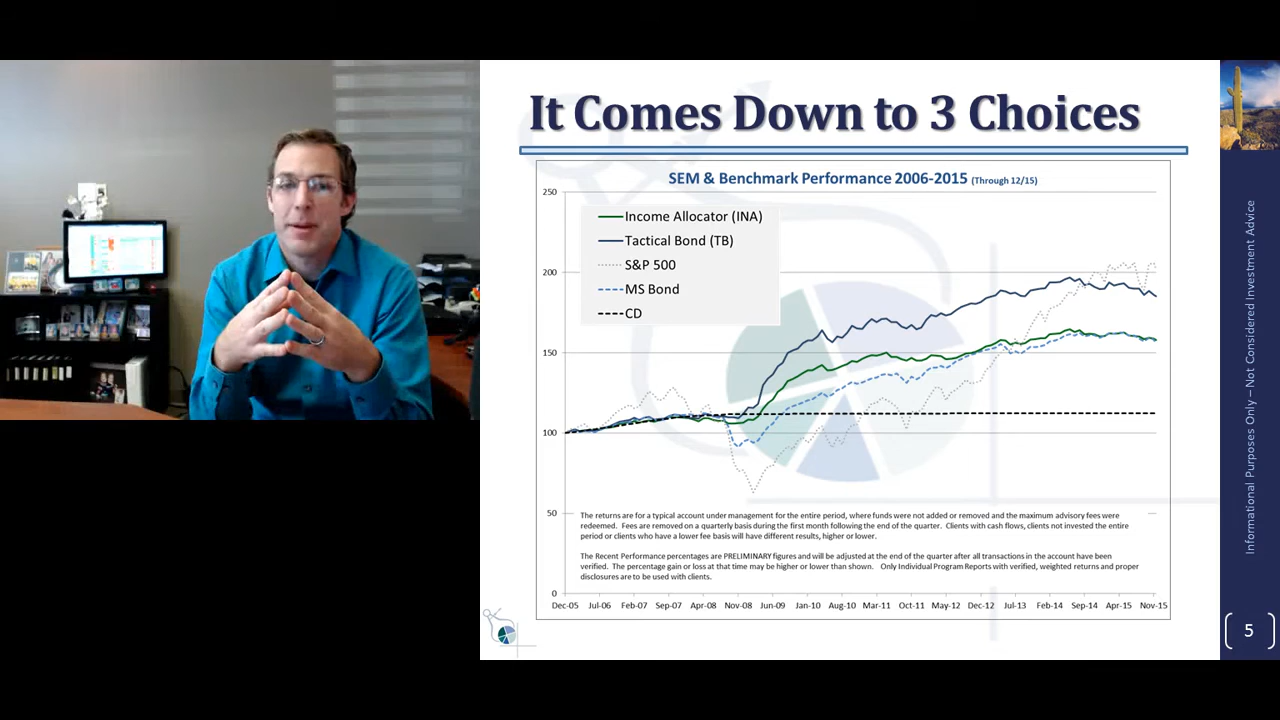 It Comes Down to 3 Choices
SEM & Benchmark Performance 2006-2015 (Through 12/15)
250
200
150
100
50
0
Income Allocator (INA)
Tactical Bond (TB)
S&P 500
MS Bond
CD
The returns are for a typical account under management for the entire period, where funds were not added or removed and the maximum advisory fees were
redeemed. Fees are removed on a quarterly basis during the first month following the end of the quarter. Clients with cash flows, clients not invested the entire
period or clients who have a lower fee basis will have different results, higher or lower.
The Recent Performance percentages are PRELIMINARY figures and will be adjusted at the end of the quarter after all transactions in the account have been
verified. The percentage gain or loss at that time may be higher or lower than shown. Only Individual Program Reports with verified, weighted returns and proper
disclosures are to be used with clients.
Dec-05 Jul-06 Feb-07 Sep-07 Apr-08 Nov-08 Jun-09 Jan-10 Aug-10 Mar-11 Oct-11 May-12 Dec-12 Jul-13 Feb-14 Sep-14 Apr-15 Nov-15
Informational Purposes Only – Not Considered Investment Advice
5